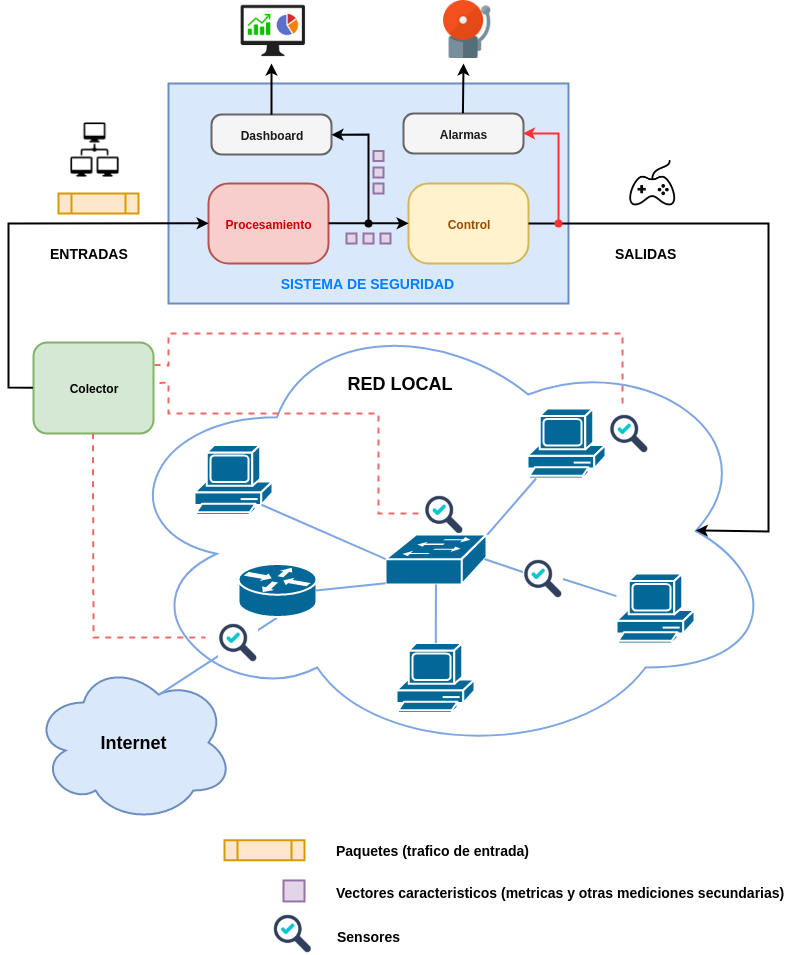 Dashboard
Alarmas
Procesamiento
Control
ENTRADAS
SALIDAS
SISTEMA DE SEGURIDAD
Colector
RED LOCAL
Internet
Paquetes (trafico de entrada)
Vectores caracteristicos (metricas y otras mediciones secundarias)
Sensores